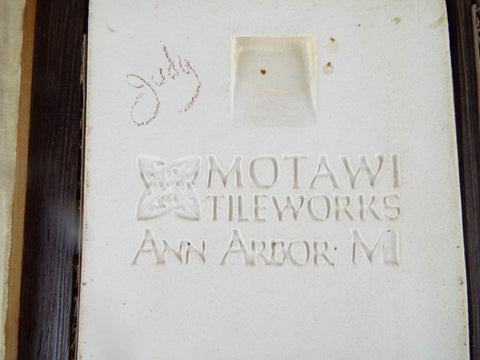 Judy
MOTAWI
TILEWORKS
ANN ARBOR MI